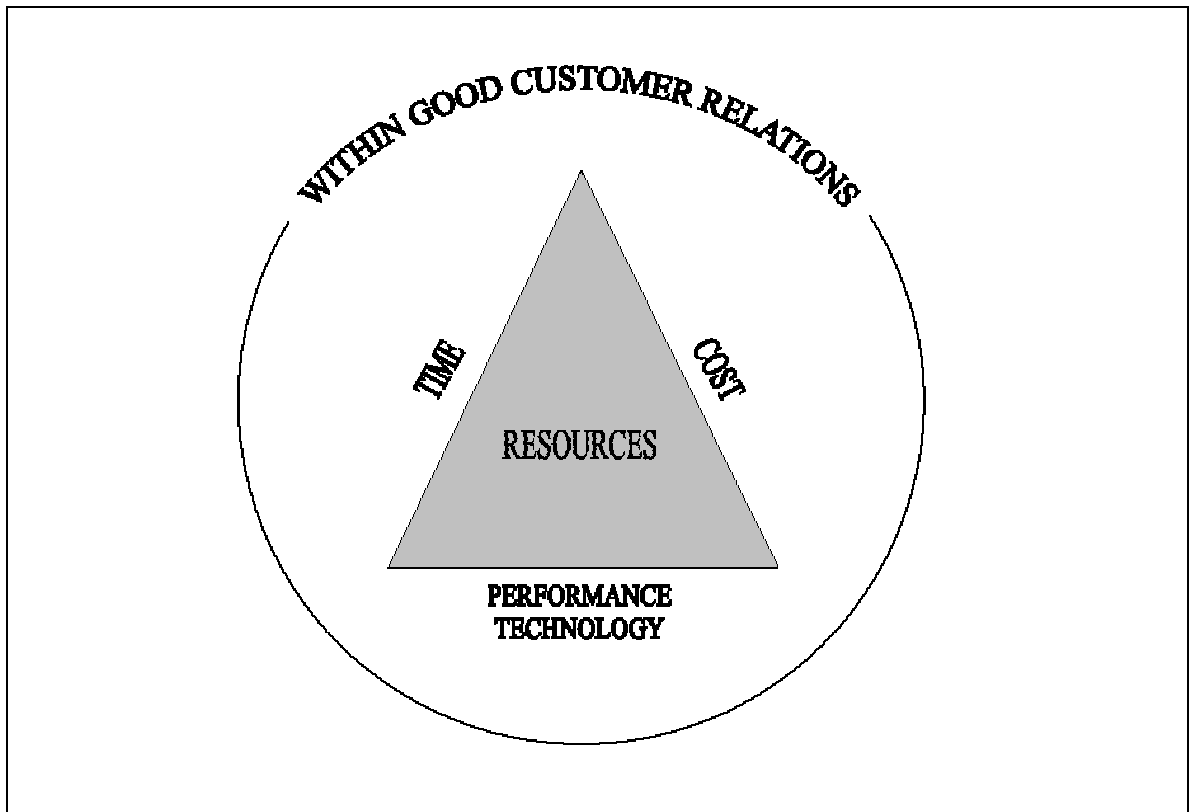 WITHIN GOOD CUSTOMER RELATIONS
TIME
COST
RESOURCES
PERFORMANCE
TECHNOLOGY